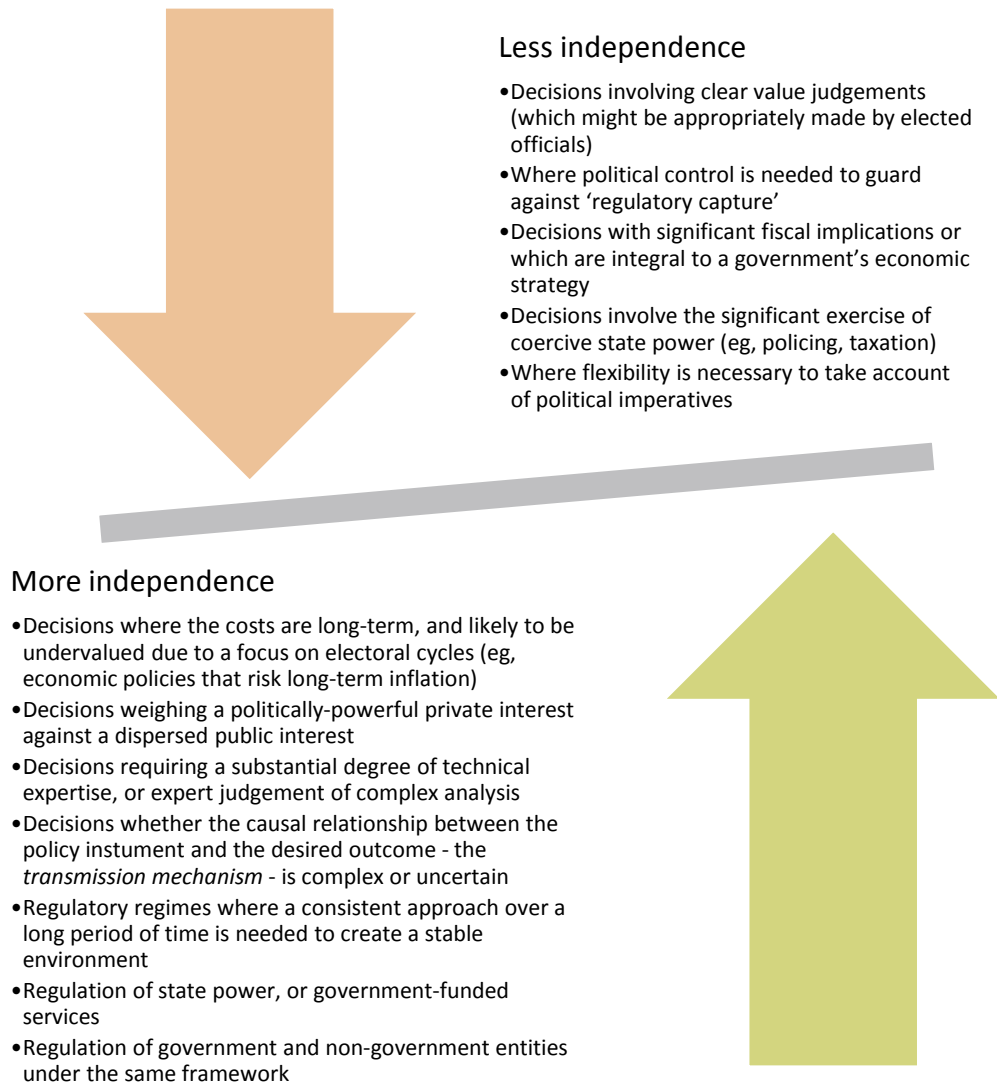 Less independence
•Decisions involving clear value judgements
(which might be appropriately made by elected
officials)
•Where political control is needed to guard
against ‘regulatory capture’
•Decisions with significant fiscal implications or
which are integral to a government’s economic
strategy
•Decisions involve the significant exercise of
coercive state power (eg, policing, taxation)
•Where flexibility is necessary to take account
of political imperatives
More independence
•Decisions where the costs are long-term, and likely to be
undervalued due to a focus on electoral cycles (eg,
economic policies that risk long-term inflation)
•Decisions weighing a politically-powerful private interest
against a dispersed public interest
•Decisions requiring a substantial degree of technical
expertise, or expert judgement of complex analysis
•Decisions whether the causal relationship between the
policy instument and the desired outcome - the
transmission mechanism - is complex or uncertain
•Regulatory regimes where a consistent approach over a
long period of time is needed to create a stable
environment
•Regulation of state power, or government-funded
services
•Regulation of government and non-government entities
under the same framework